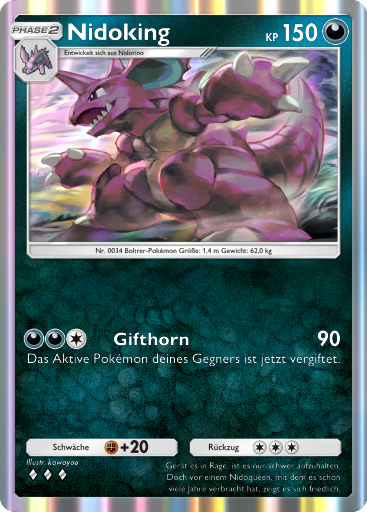 PHASE2 Nidoking KP 150
Entwickelt sich aus Nidorino
Nr. 0034 Bohrer-Pokémon Größe: 1,4 m Gewicht: 62,0 kg
Gifthorn 90
Das Aktive Pokémon deines Gegners ist jetzt vergiftet.
Schwäche +20 Rückzug
Illustr. kawayoo
Gerät es in Rage, ist es nur schwer aufzuhalten.
Doch vor einem Nidoqueen, mit dem es schon
viele Jahre verbracht hat, zeigt es sich friedlich.